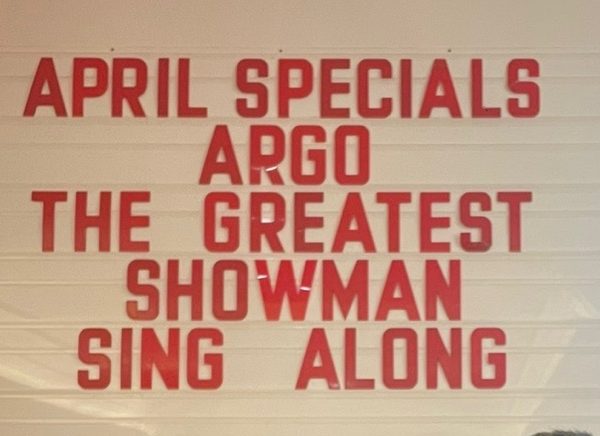 APRIL SPECIALS
ARGO
THE GREATEST
SHOWMAN
SING ALONG